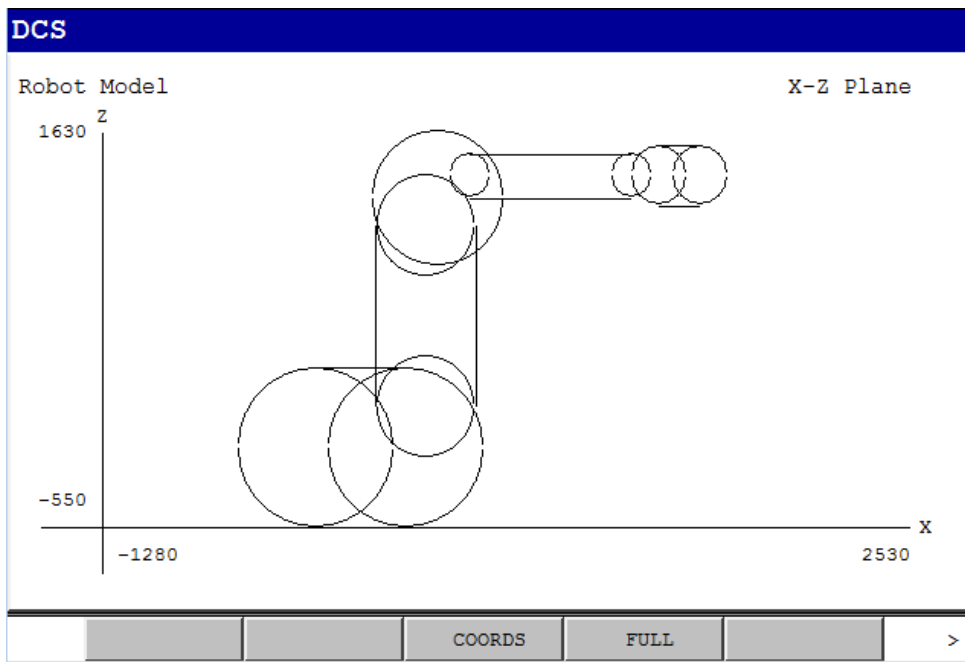 DCS
Robot Model X-Z Plane
Z
1630
-550
X
-1280 2530
COORDS FULL >